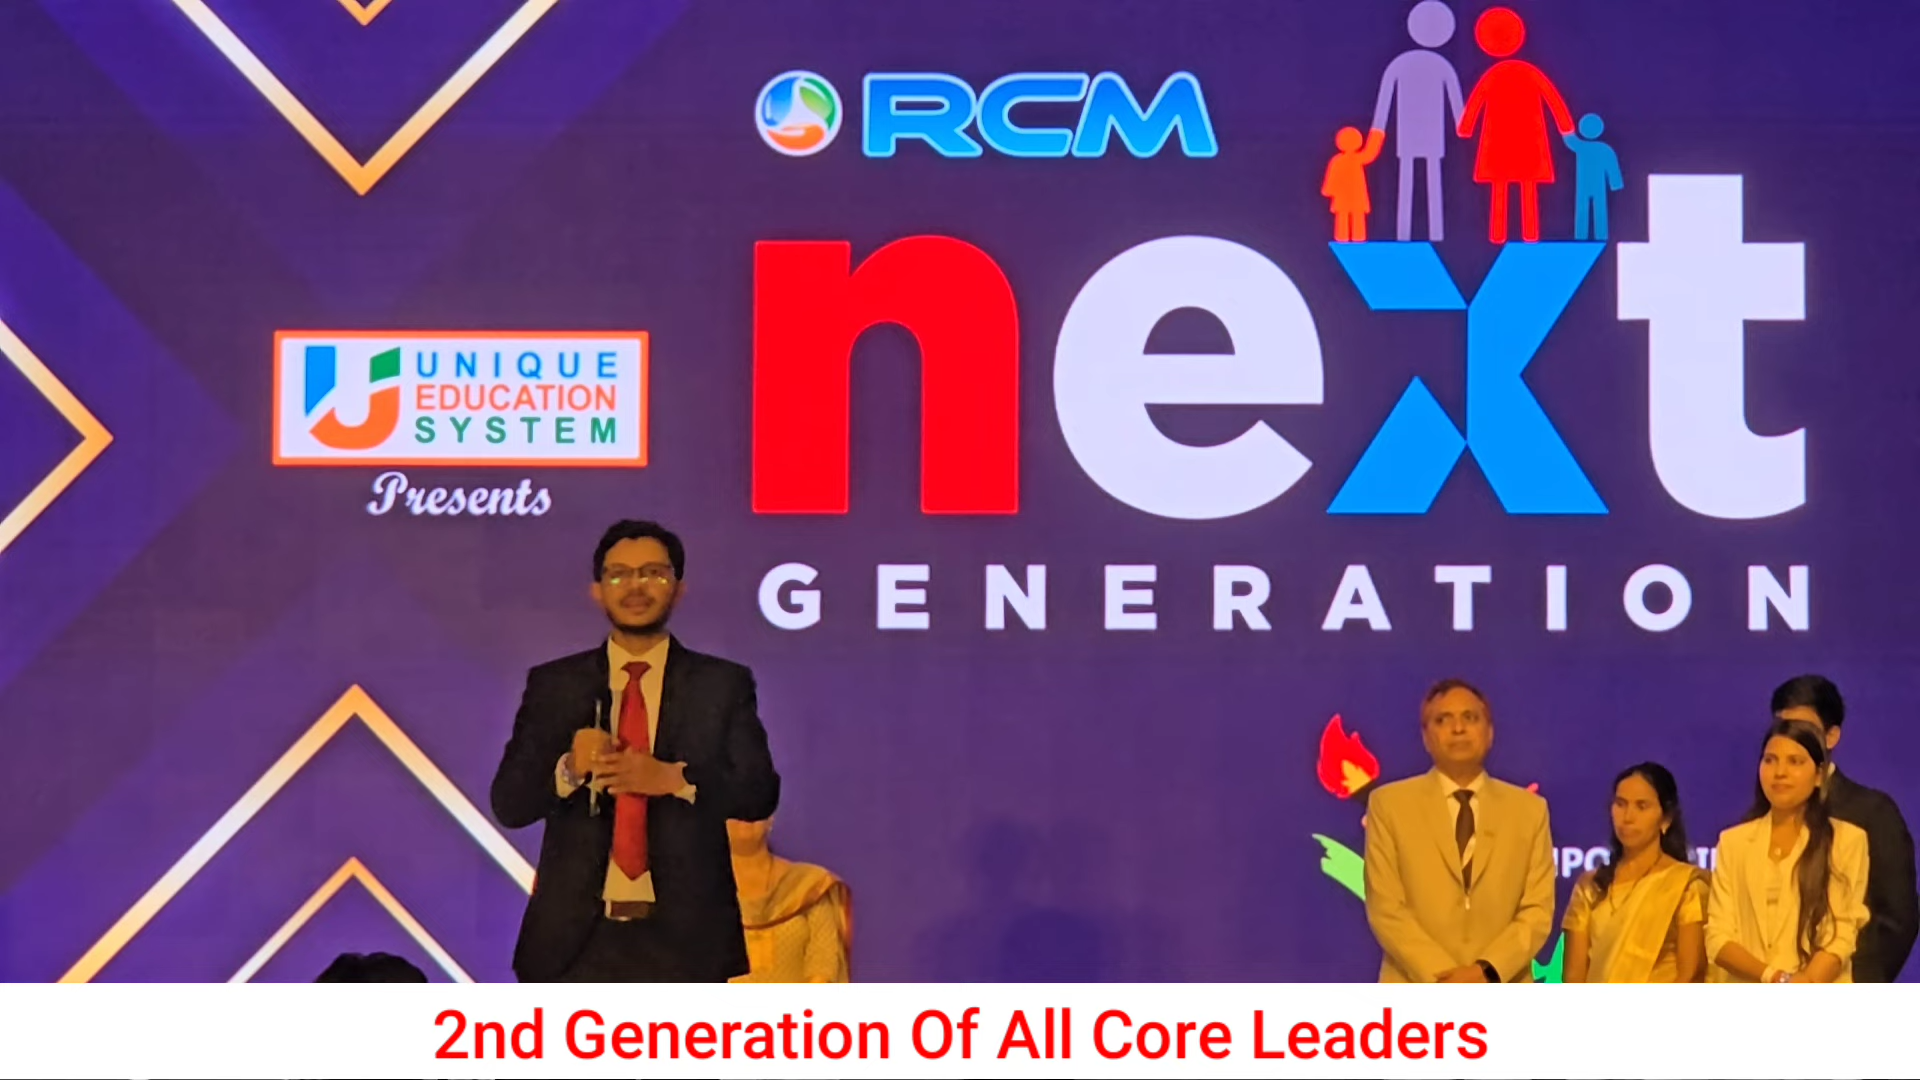 RCM
next
GENERATION
UNIQUE
EDUCATION
SYSTEM
Presents
2nd Generation Of All Core Leaders